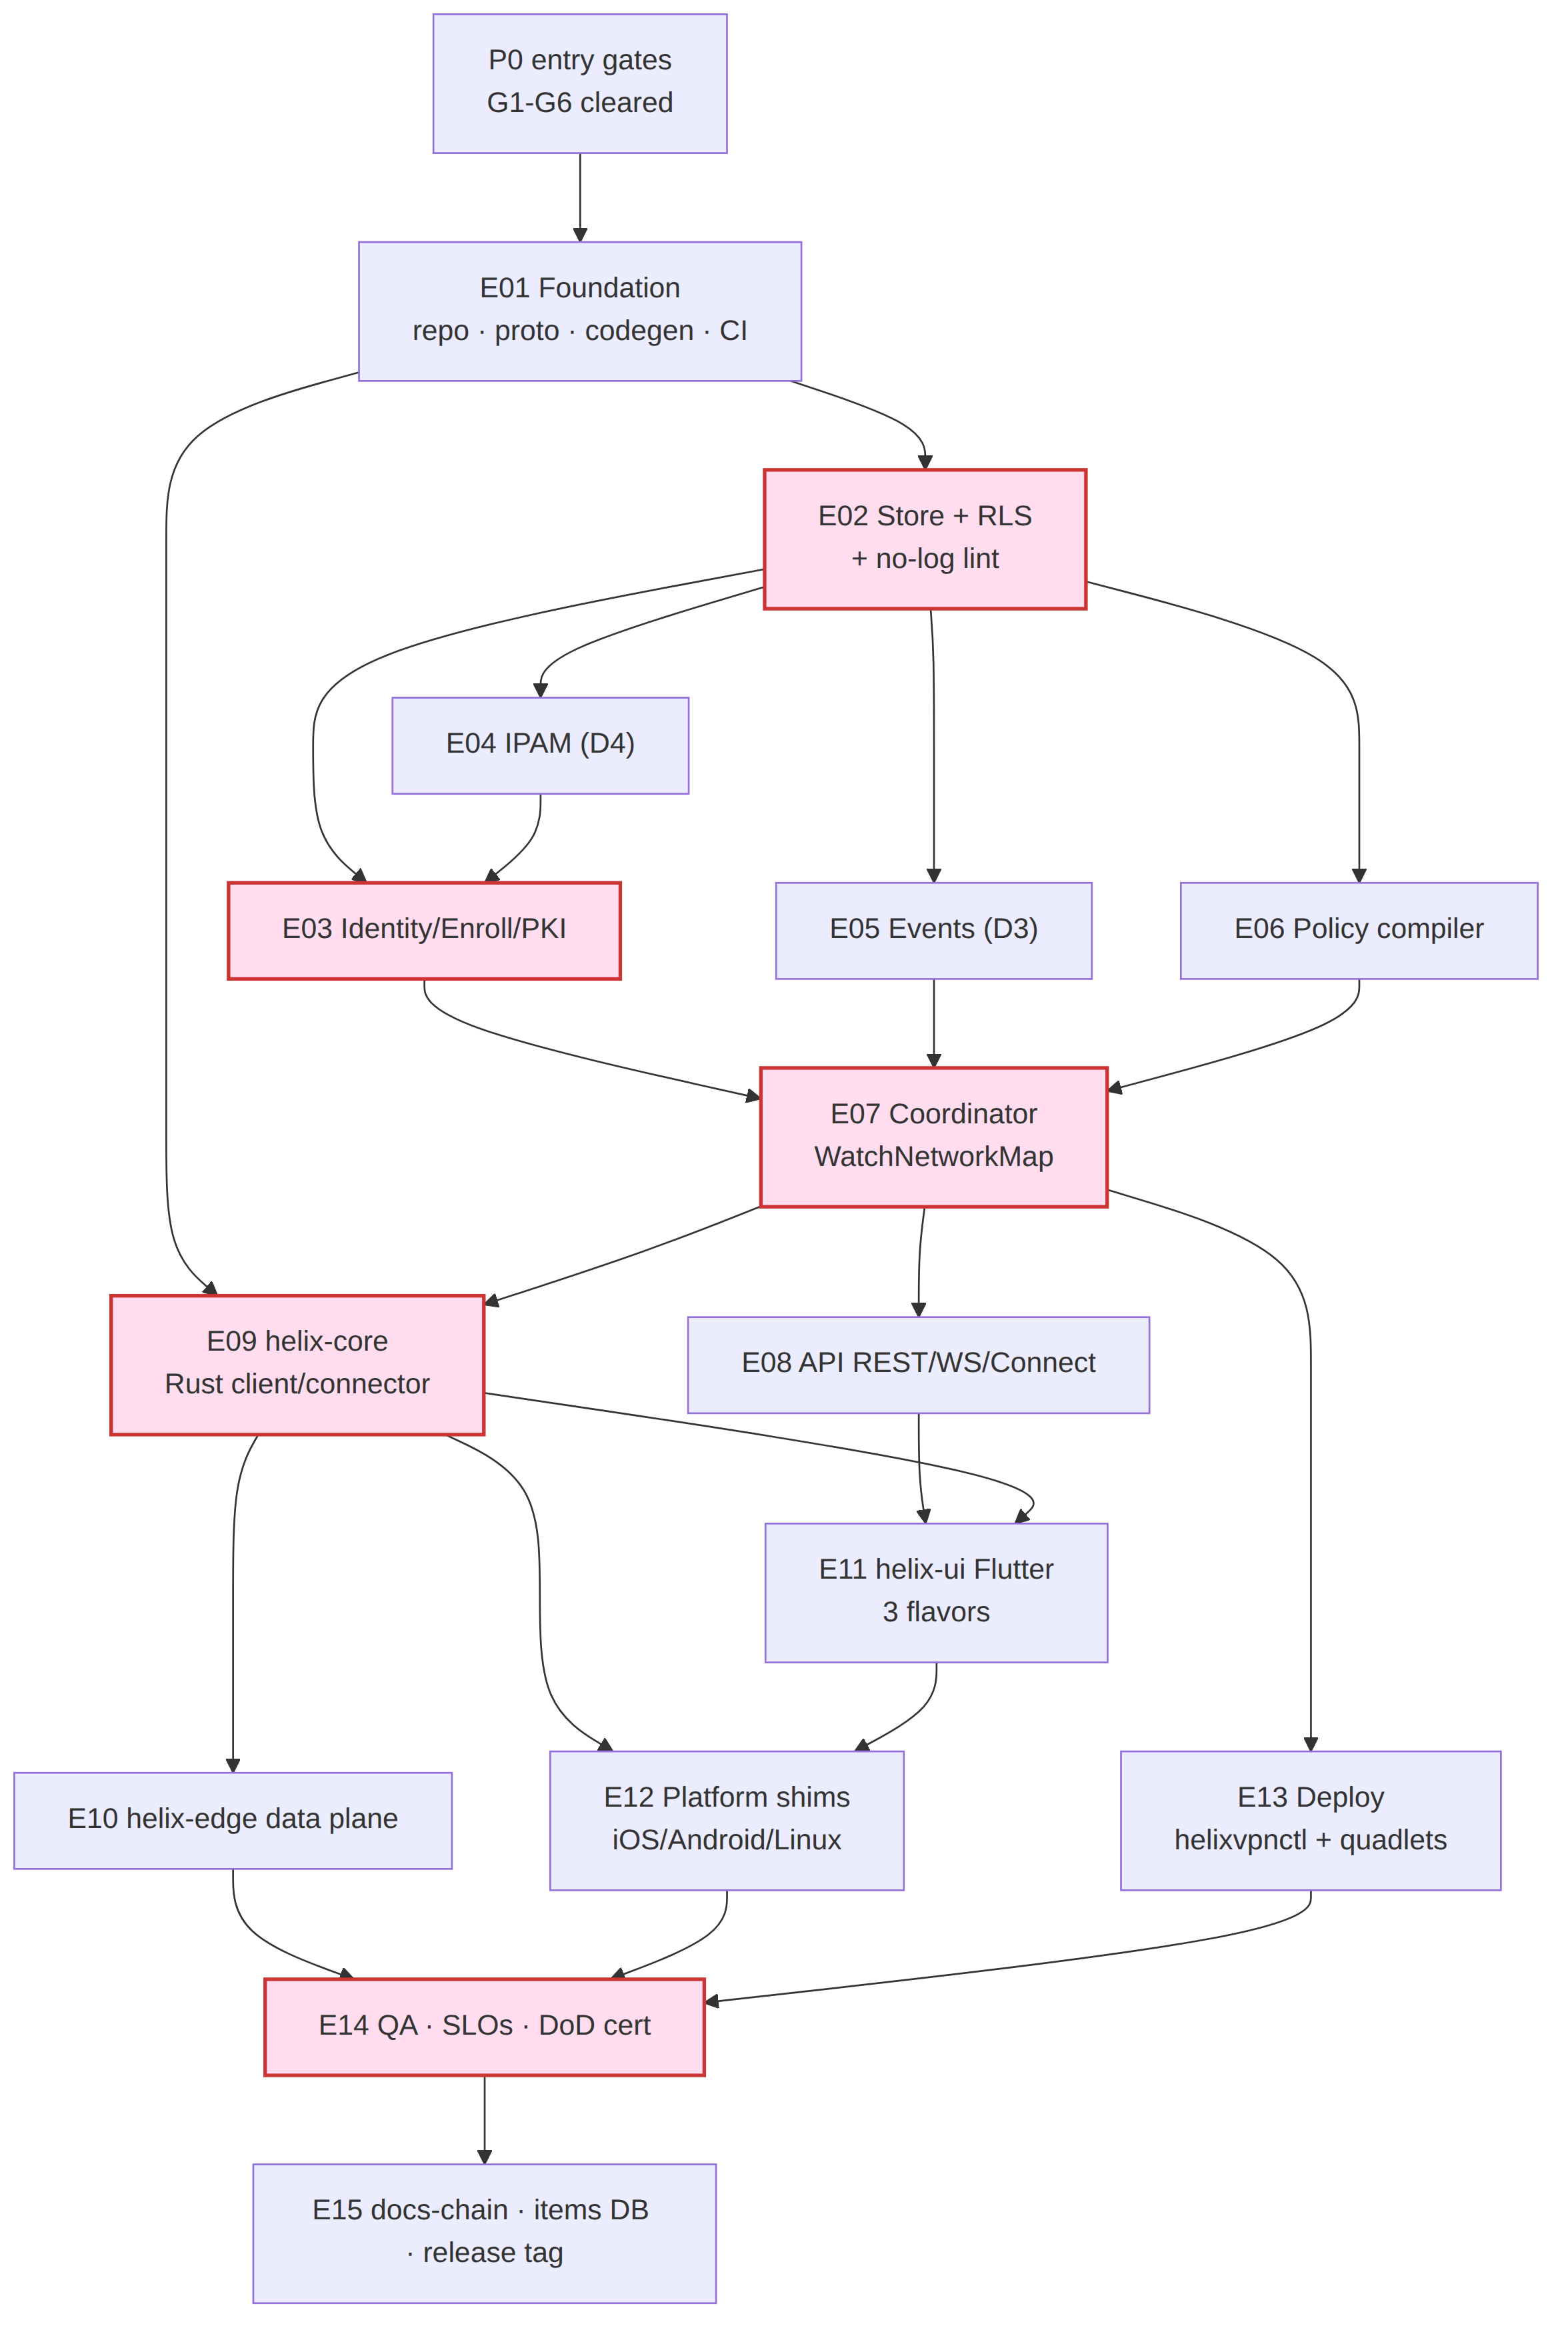 P0 entry gates
G1-G6 cleared
E01 Foundation
repo · proto · codegen · CI
E02 Store + RLS
+ no-log lint
E04 IPAM (D4)
E03 Identity/Enroll/PKI
E05 Events (D3)
E06 Policy compiler
E07 Coordinator
WatchNetworkMap
E09 helix-core
Rust client/connector
E08 API REST/WS/Connect
E11 helix-ui Flutter
3 flavors
E10 helix-edge data plane
E12 Platform shims
iOS/Android/Linux
E13 Deploy
helixvpnctl + quadlets
E14 QA · SLOs · DoD cert
E15 docs-chain · items DB
· release tag